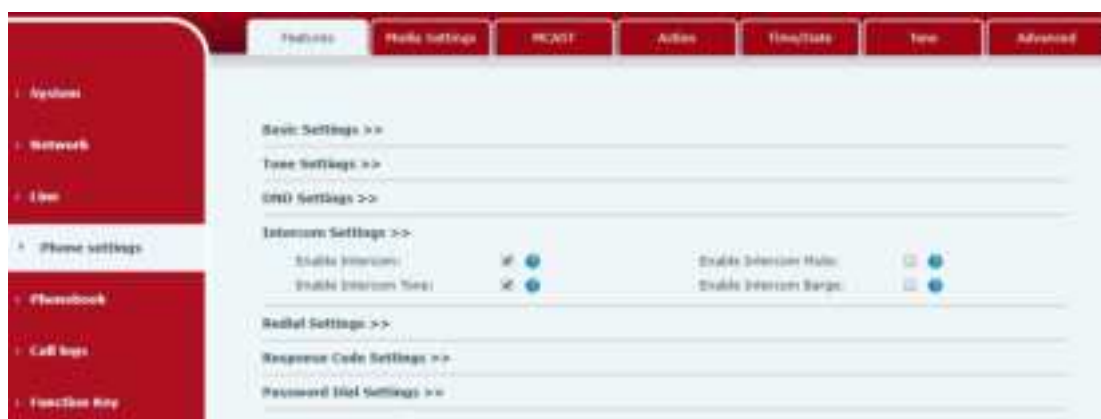 Features
Media Settings
MCAST
Action
Time/Date
Tone
Advanced
› System
› Network
› Line
› Phone settings
› Phonebook
› Call logs
› Function Key
Basic Settings >>
Tone Settings >>
DND Settings >>
Intercom Settings >>
Enable Intercom:
Enable Intercom Mute:
Enable Intercom Tone:
Enable Intercom Barge:
Redial Settings >>
Response Code Settings >>
Password Dial Settings >>